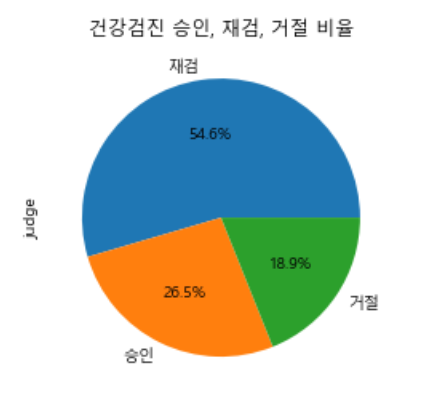 건강검진 승인, 재검, 거절 비율
재검
54.6%
judge
18.9%
26.5%
거절
승인